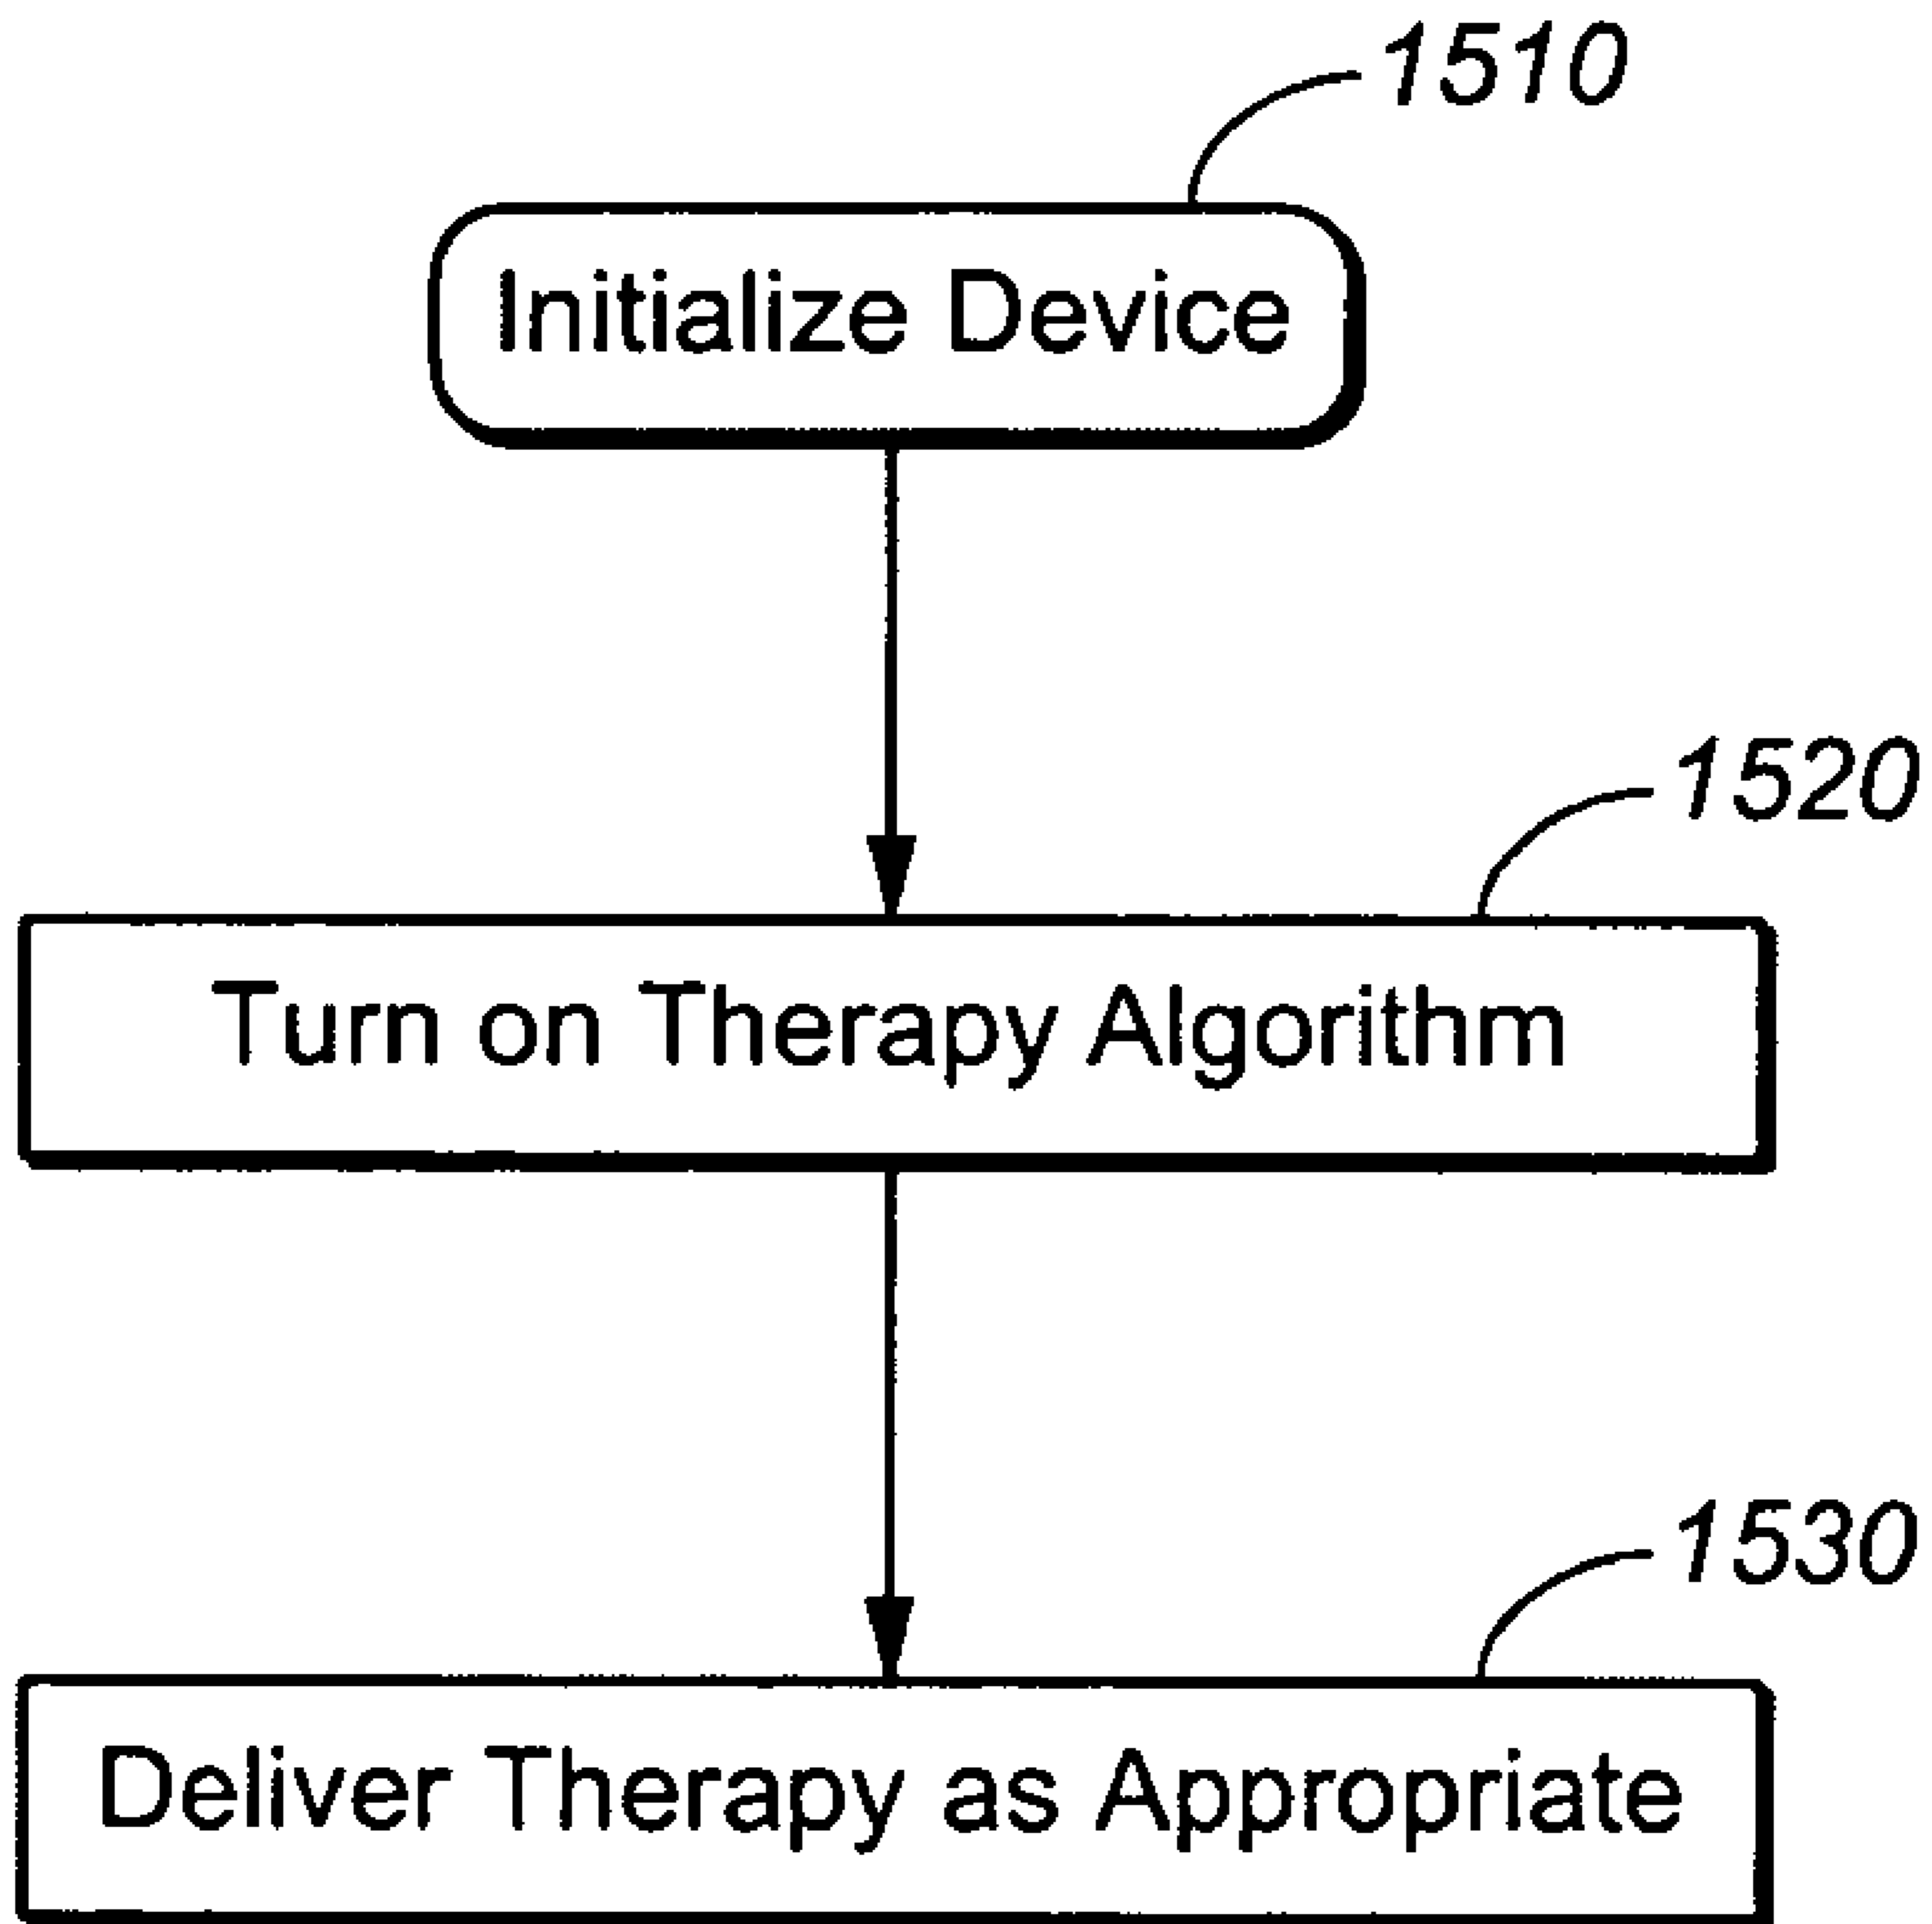 1510
Initialize Device
1520
Turn on Therapy Algorithm
1530
Deliver Therapy as Appropriate